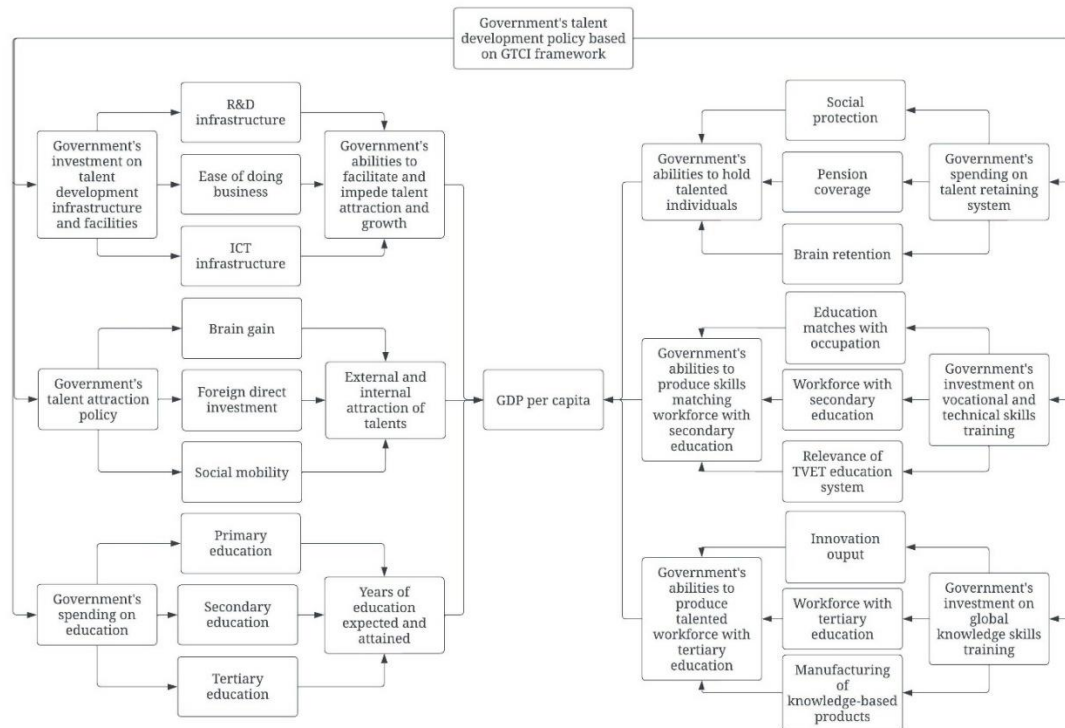 Government's talent
development policy based
on GTCI framework
Government's
investment on
talent
development
infrastructure
and facilities
R&D
infrastructure
Ease of doing
business
ICT
infrastructure
Government's
abilities to
facilitate and
impede talent
attraction and
growth
Government's
talent attraction
policy
Brain gain
Foreign direct
investment
Social mobility
External and
internal
attraction of
talents
Government's
spending on
education
Primary
education
Secondary
education
Tertiary
education
Years of
education
expected and
attained
GDP per capita
Government's
abilities to hold
talented
individuals
Social
protection
Pension
coverage
Brain retention
Government's
spending on
talent retaining
system
Government's
abilities to
produce skills
matching
workforce with
secondary
education
Education
matches with
occupation
Workforce with
secondary
education
Relevance of
TVET education
system
Government's
investment on
vocational and
technical skills
training
Government's
abilities to
produce
talented
workforce with
tertiary
education
Innovation
ouput
Workforce with
tertiary
education
Manufacturing
of
knowledge-based
products
Government's
investment on
global
knowledge skills
training